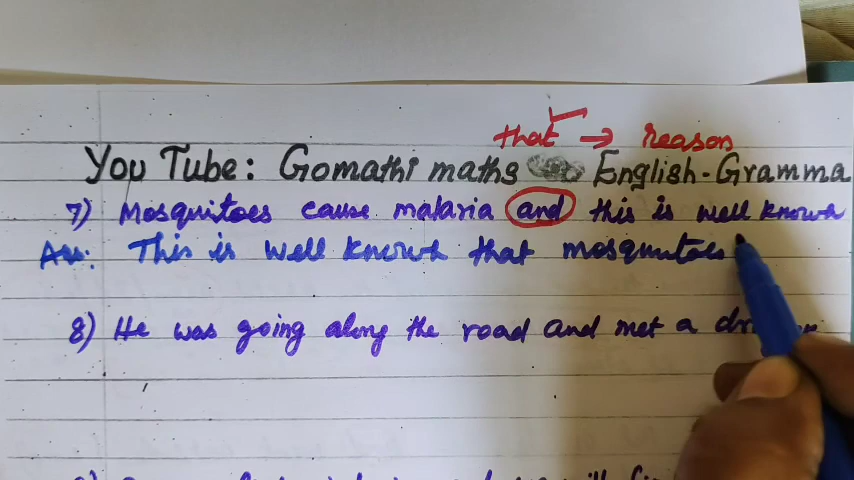 that → reason
You Tube: Gomathi maths English-Gramma
7) Mosquitoes cause malaria and this is well known
Ans: This is well known that mosquitoes
8) He was going along the road and met a